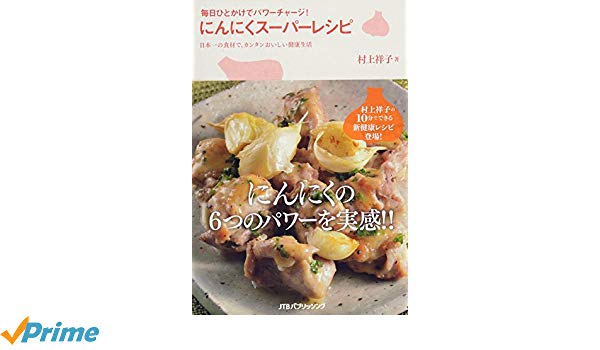 毎日ひとかけでパワーチャージ!
にんにくスーパーレシピ
日本一の食材で、カンタンおいしい健康生活
村上祥子 著
村上祥子の
10分でできる
新健康レシピ
登場!
にんにくの
6つのパワーを実感!!
JTBパブリッシング
Prime